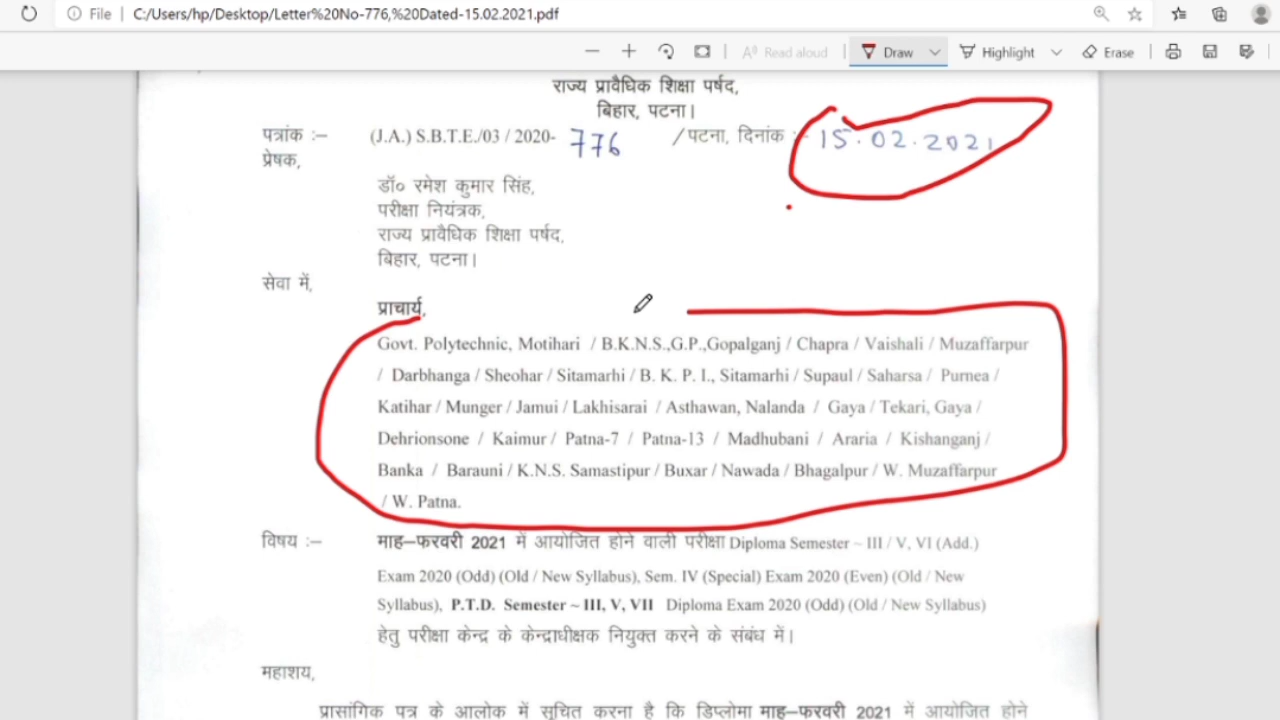 File | C:/Users/hp/Desktop/Letter%20No-776,%20Dated-15.02.2021.pdf
Read aloud Draw Highlight Erase
राज्य प्रावैधिक शिक्षा पर्षद,
बिहार, पटना।
पत्रांक :– (J.A.) S.B.T.E./03 / 2020- 776 / पटना, दिनांक :- 15.02.2021
प्रेषक,
डॉ० रमेश कुमार सिंह,
परीक्षा नियंत्रक,
राज्य प्रावैधिक शिक्षा पर्षद,
बिहार, पटना।
सेवा में,
प्राचार्य,
Govt. Polytechnic, Motihari / B.K.N.S.,G.P.,Gopalganj / Chapra / Vaishali / Muzaffarpur
/ Darbhanga / Sheohar / Sitamarhi / B. K. P. I., Sitamarhi / Supaul / Saharsa / Purnea /
Katihar / Munger / Jamui / Lakhisarai / Asthawan, Nalanda / Gaya / Tekari, Gaya /
Dehrionsone / Kaimur / Patna-7 / Patna-13 / Madhubani / Araria / Kishanganj /
Banka / Barauni / K.N.S. Samastipur / Buxar / Nawada / Bhagalpur / W. Muzaffarpur
/ W. Patna.
विषय :– माह–फरवरी 2021 में आयोजित होने वाली परीक्षा Diploma Semester ~ III / V, VI (Add.)
Exam 2020 (Odd) (Old / New Syllabus), Sem. IV (Special) Exam 2020 (Even) (Old / New
Syllabus), P.T.D. Semester ~ III, V, VII Diploma Exam 2020 (Odd) (Old / New Syllabus)
हेतु परीक्षा केन्द्र के केन्द्राधीक्षक नियुक्त करने के संबंध में।
महाशय,
प्रासांगिक पत्र के आलोक में सूचित करना है कि डिप्लोमा माह–फरवरी 2021 में आयोजित होने